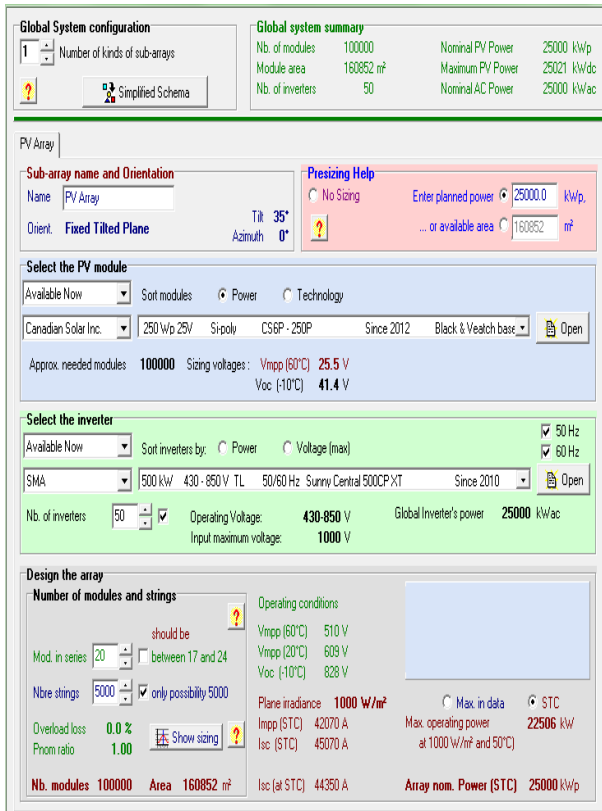 Global System configuration
1 Number of kinds of sub-arrays
? Simplified Schema
Global system summary
Nb. of modules 100000 Nominal PV Power 25000 kWp
Module area 160852 m² Maximum PV Power 25021 kWdc
Nb. of inverters 50 Nominal AC Power 25000 kWac
PV Array
Sub-array name and Orientation
Name PV Array
Orient. Fixed Tilted Plane Tilt 35°
Azimuth 0°
Presizing Help
No Sizing Enter planned power 25000.0 kWp,
? ... or available area 160852 m²
Select the PV module
Available Now Sort modules Power Technology
Canadian Solar Inc. 250 Wp 25V Si-poly CS6P - 250P Since 2012 Black & Veatch base Open
Approx. needed modules 100000 Sizing voltages : Vmpp (60°C) 25.5 V
Voc (-10°C) 41.4 V
Select the inverter
50 Hz
Available Now Sort inverters by: Power Voltage (max) 60 Hz
SMA 500 kW 430 - 850 V TL 50/60 Hz Sunny Central 500CP XT Since 2010 Open
Nb. of inverters 50 Operating Voltage: 430-850 V Global Inverter's power 25000 kWac
Input maximum voltage: 1000 V
Design the array
Number of modules and strings
?
should be
Mod. in series 20 between 17 and 24
Nbre strings 5000 only possibility 5000
Overload loss 0.0 %
Pnom ratio 1.00 Show sizing ?
Nb. modules 100000 Area 160852 m²
Operating conditions
Vmpp (60°C) 510 V
Vmpp (20°C) 609 V
Voc (-10°C) 828 V
Plane irradiance 1000 W/m²
Impp (STC) 42070 A
Isc (STC) 45070 A
Isc (at STC) 44350 A
Max. in data STC
Max. operating power 22506 kW
at 1000 W/m² and 50°C)
Array nom. Power (STC) 25000 kWp